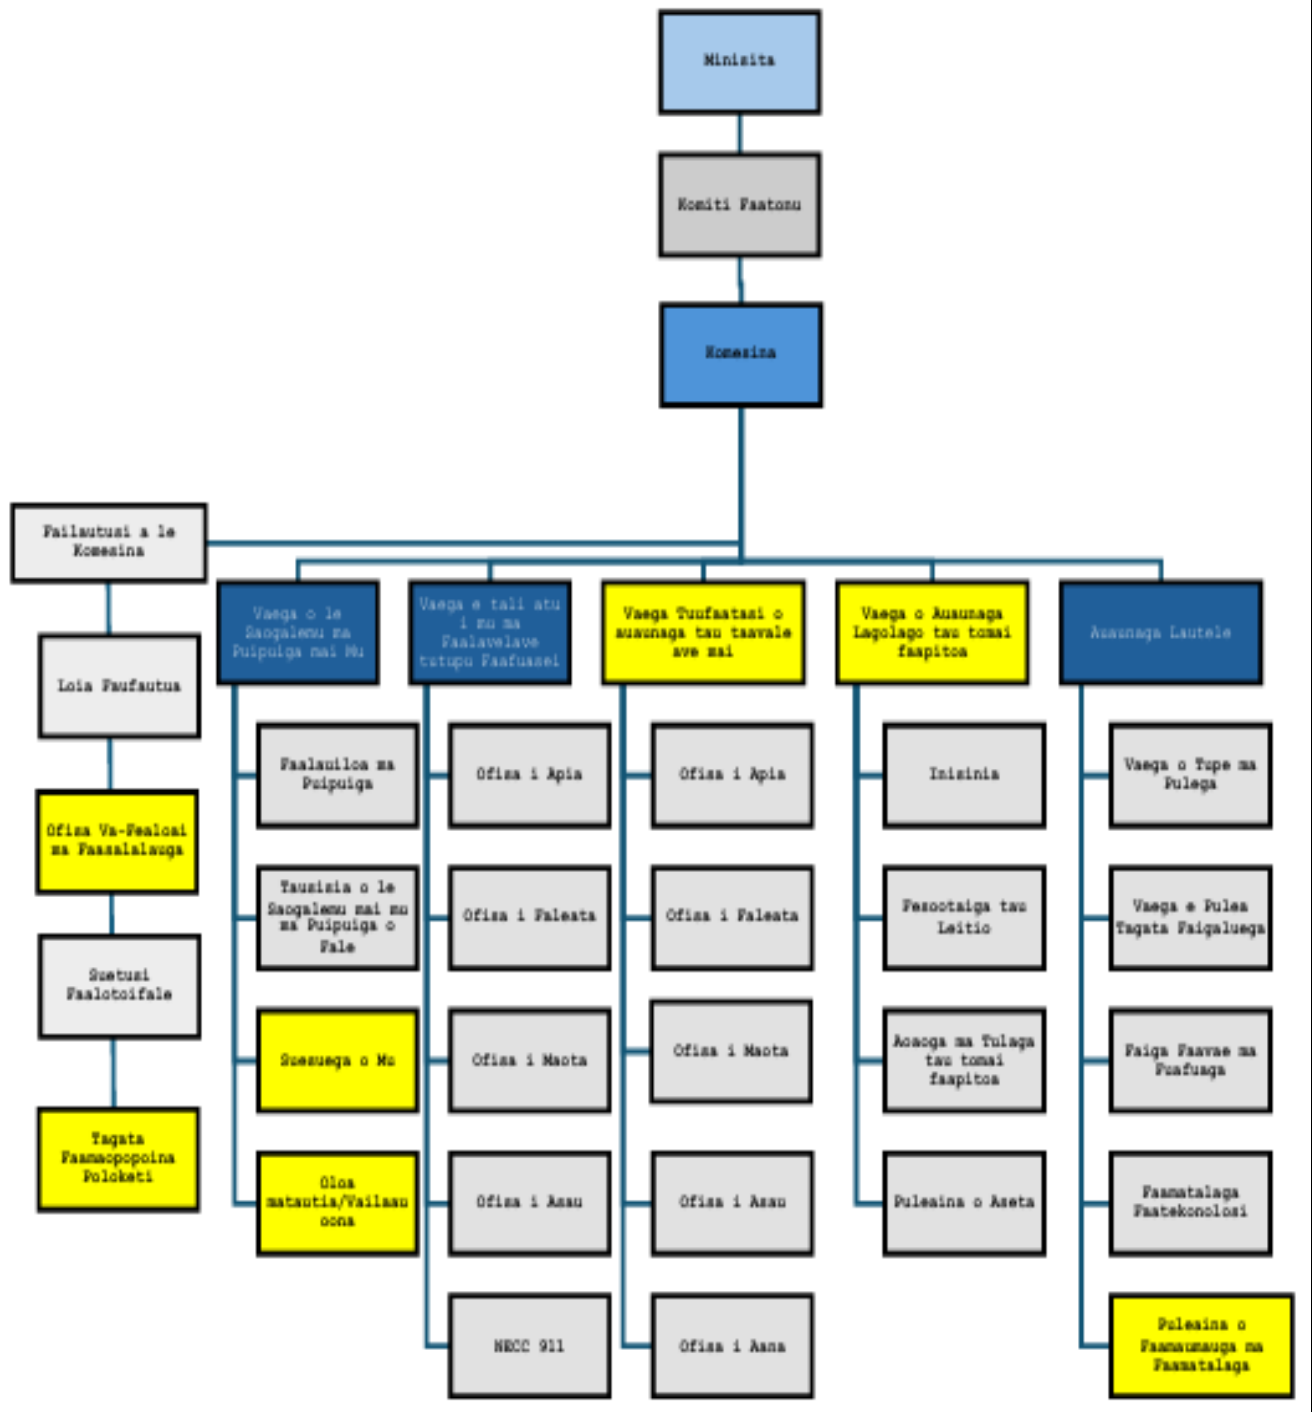 Minisita
Komiti Faatonu
Komesina
Failautusi a le
Komesina
Loia Faufautua
Ofisa Va-Fealoai
ma Faasalalauga
Suetusi
Faalotoifale
Tagata
Faamaopopoina
Poloketi
Vaega o le
Saogalemu ma
Puipuiga mai Mu
Faalauiloa ma
Puipuiga
Tausisia o le
Saogalemu mai mu
ma Puipuiga o
Fale
Suesuega o Mu
Oloa
matautia/Vailaau
oona
Vaega e tali atu
i mu ma
Faalavelave
tutupu Faafuasei
Ofisa i Apia
Ofisa i Faleata
Ofisa i Maota
Ofisa i Asau
NECC 911
Vaega Tuufaatasi o
auaunaga tau taavale
ave mai
Ofisa i Apia
Ofisa i Faleata
Ofisa i Maota
Ofisa i Asau
Ofisa i Aana
Vaega o Auaunaga
Lagolago tau tomai
faapitoa
Inisinia
Fesootaiga tau
Leitio
Aoaoga ma Tulaga
tau tomai
faapitoa
Puleaina o Aseta
Auaunaga Lautele
Vaega o Tupe ma
Pulega
Vaega e Pulea
Tagata Faigaluega
Faiga Faavae ma
Fuafuaga
Faamatalaga
Faatekonolosi
Puleaina o
Faamaumauga ma
Faamatalaga